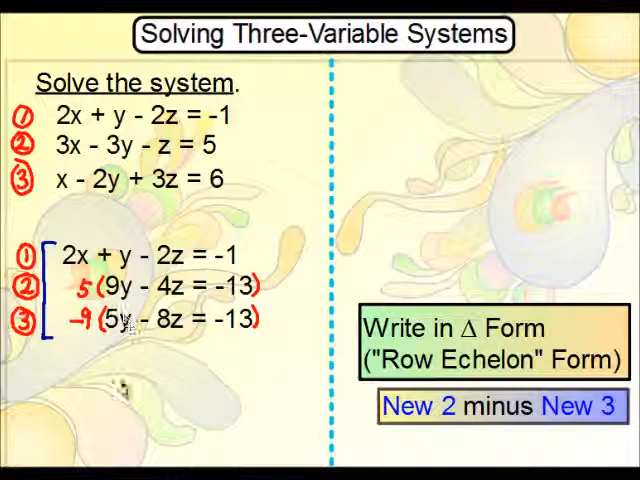 Solving Three-Variable Systems
Solve the system.
① 2x + y - 2z = -1
② 3x - 3y - z = 5
③ x - 2y + 3z = 6
① 2x + y - 2z = -1
② 5(9y - 4z = -13)
③ -9(5y - 8z = -13)
Write in ∆ Form
("Row Echelon" Form)
New 2 minus New 3